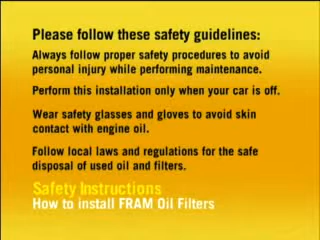 Please follow these safety guidelines:
Always follow proper safety procedures to avoid
personal injury while performing maintenance.
Perform this installation only when your car is off.
Wear safety glasses and gloves to avoid skin
contact with engine oil.
Follow local laws and regulations for the safe
disposal of used oil and filters.
Safety Instructions
How to install FRAM Oil Filters